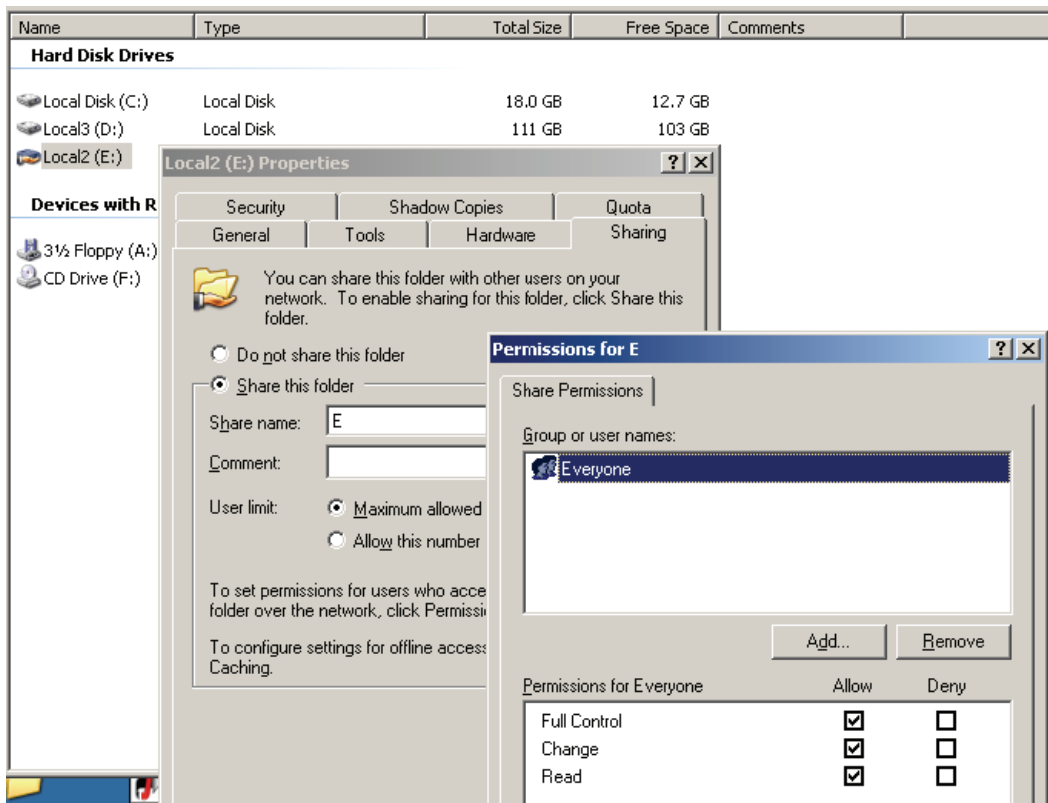 Name Type Total Size Free Space Comments
Hard Disk Drives
Local Disk (C:) Local Disk 18.0 GB 12.7 GB
Local3 (D:) Local Disk 111 GB 103 GB
Local2 (E:)
Devices with R
3½ Floppy (A:)
CD Drive (F:)
Local2 (E:) Properties
Security Shadow Copies Quota
General Tools Hardware Sharing
You can share this folder with other users on your
network. To enable sharing for this folder, click Share this
folder.
Do not share this folder
Share this folder
Share name: E
Comment:
User limit: Maximum allowed
Allow this number
To set permissions for users who acce
folder over the network, click Permissi
To configure settings for offline access
Caching.
Permissions for E
Share Permissions
Group or user names:
Everyone
Add... Remove
Permissions for Everyone Allow Deny
Full Control
Change
Read